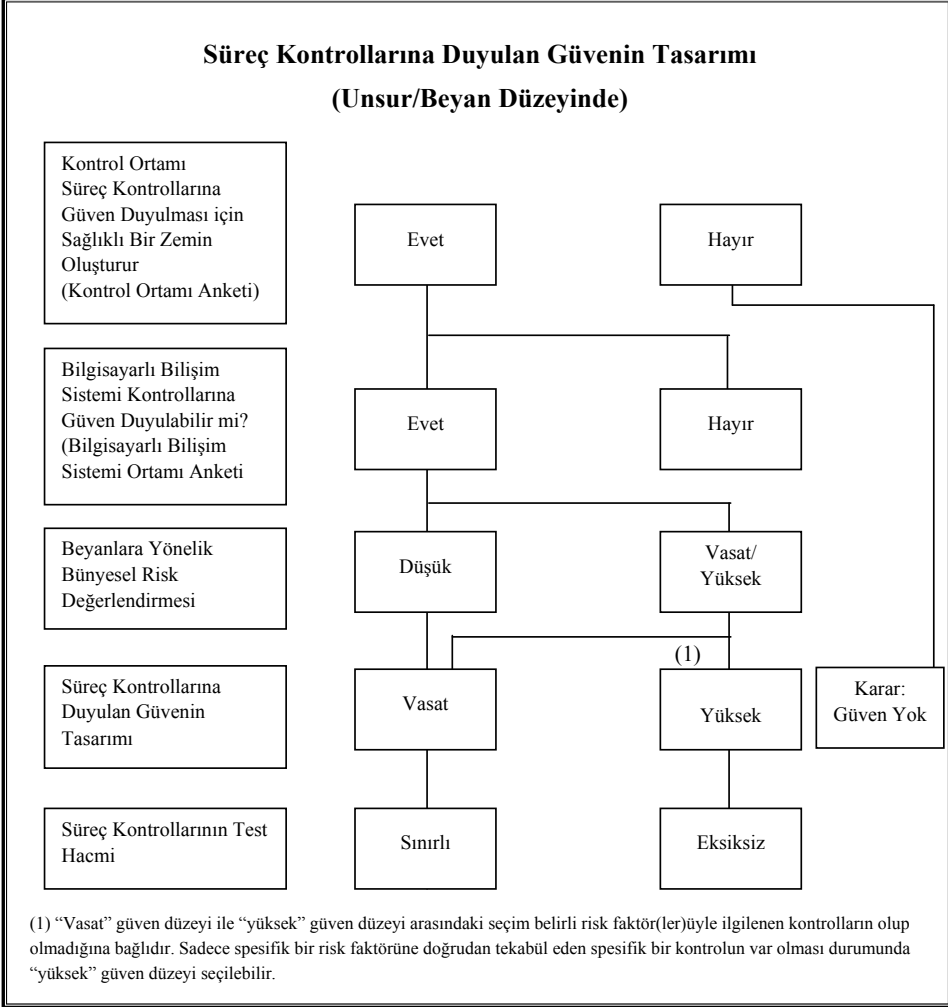 Süreç Kontrollarına Duyulan Güvenin Tasarımı
(Unsur/Beyan Düzeyinde)
Kontrol Ortamı
Süreç Kontrollarına
Güven Duyulması için
Sağlıklı Bir Zemin
Oluşturur
(Kontrol Ortamı Anketi)
Evet
Hayır
Bilgisayarlı Bilişim
Sistemi Kontrollarına
Güven Duyulabilir mi?
(Bilgisayarlı Bilişim
Sistemi Ortamı Anketi
Evet
Hayır
Beyanlara Yönelik
Bünyesel Risk
Değerlendirmesi
Düşük
Vasat/
Yüksek
(1)
Süreç Kontrollarına
Duyulan Güvenin
Tasarımı
Vasat
Yüksek
Karar:
Güven Yok
Süreç Kontrollarının Test
Hacmi
Sınırlı
Eksiksiz
(1) “Vasat” güven düzeyi ile “yüksek” güven düzeyi arasındaki seçim belirli risk faktör(ler)üyle ilgilenen kontrolların olup
olmadığına bağlıdır. Sadece spesifik bir risk faktörüne doğrudan tekabül eden spesifik bir kontrolun var olması durumunda
“yüksek” güven düzeyi seçilebilir.